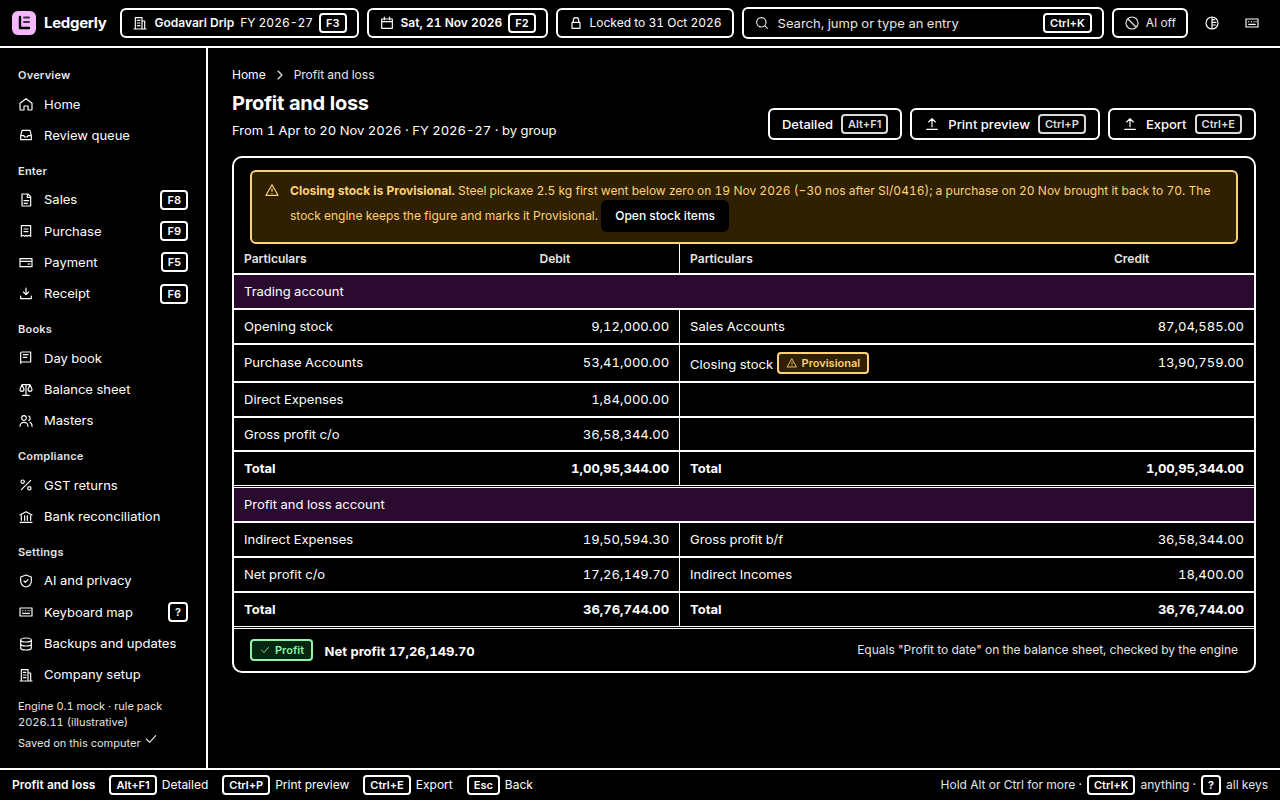 Ledgerly
Godavari Drip FY 2026-27 F3
Sat, 21 Nov 2026 F2
Locked to 31 Oct 2026
Search, jump or type an entry Ctrl+K
AI off
Overview
Home
Review queue
Enter
Sales F8
Purchase F9
Payment F5
Receipt F6
Books
Day book
Balance sheet
Masters
Compliance
GST returns
Bank reconciliation
Settings
AI and privacy
Keyboard map ?
Backups and updates
Company setup
Engine 0.1 mock · rule pack
2026.11 (illustrative)
Saved on this computer
Home > Profit and loss
Profit and loss
From 1 Apr to 20 Nov 2026 · FY 2026-27 · by group
Detailed Alt+F1
Print preview Ctrl+P
Export Ctrl+E
Closing stock is Provisional. Steel pickaxe 2.5 kg first went below zero on 19 Nov 2026 (−30 nos after SI/0416); a purchase on 20 Nov brought it back to 70. The
stock engine keeps the figure and marks it Provisional. Open stock items
Particulars Debit Particulars Credit
Trading account
Opening stock 9,12,000.00 Sales Accounts 87,04,585.00
Purchase Accounts 53,41,000.00 Closing stock Provisional 13,90,759.00
Direct Expenses 1,84,000.00
Gross profit c/o 36,58,344.00
Total 1,00,95,344.00 Total 1,00,95,344.00
Profit and loss account
Indirect Expenses 19,50,594.30 Gross profit b/f 36,58,344.00
Net profit c/o 17,26,149.70 Indirect Incomes 18,400.00
Total 36,76,744.00 Total 36,76,744.00
Profit Net profit 17,26,149.70 Equals "Profit to date" on the balance sheet, checked by the engine
Profit and loss Alt+F1 Detailed Ctrl+P Print preview Ctrl+E Export Esc Back
Hold Alt or Ctrl for more · Ctrl+K anything · ? all keys